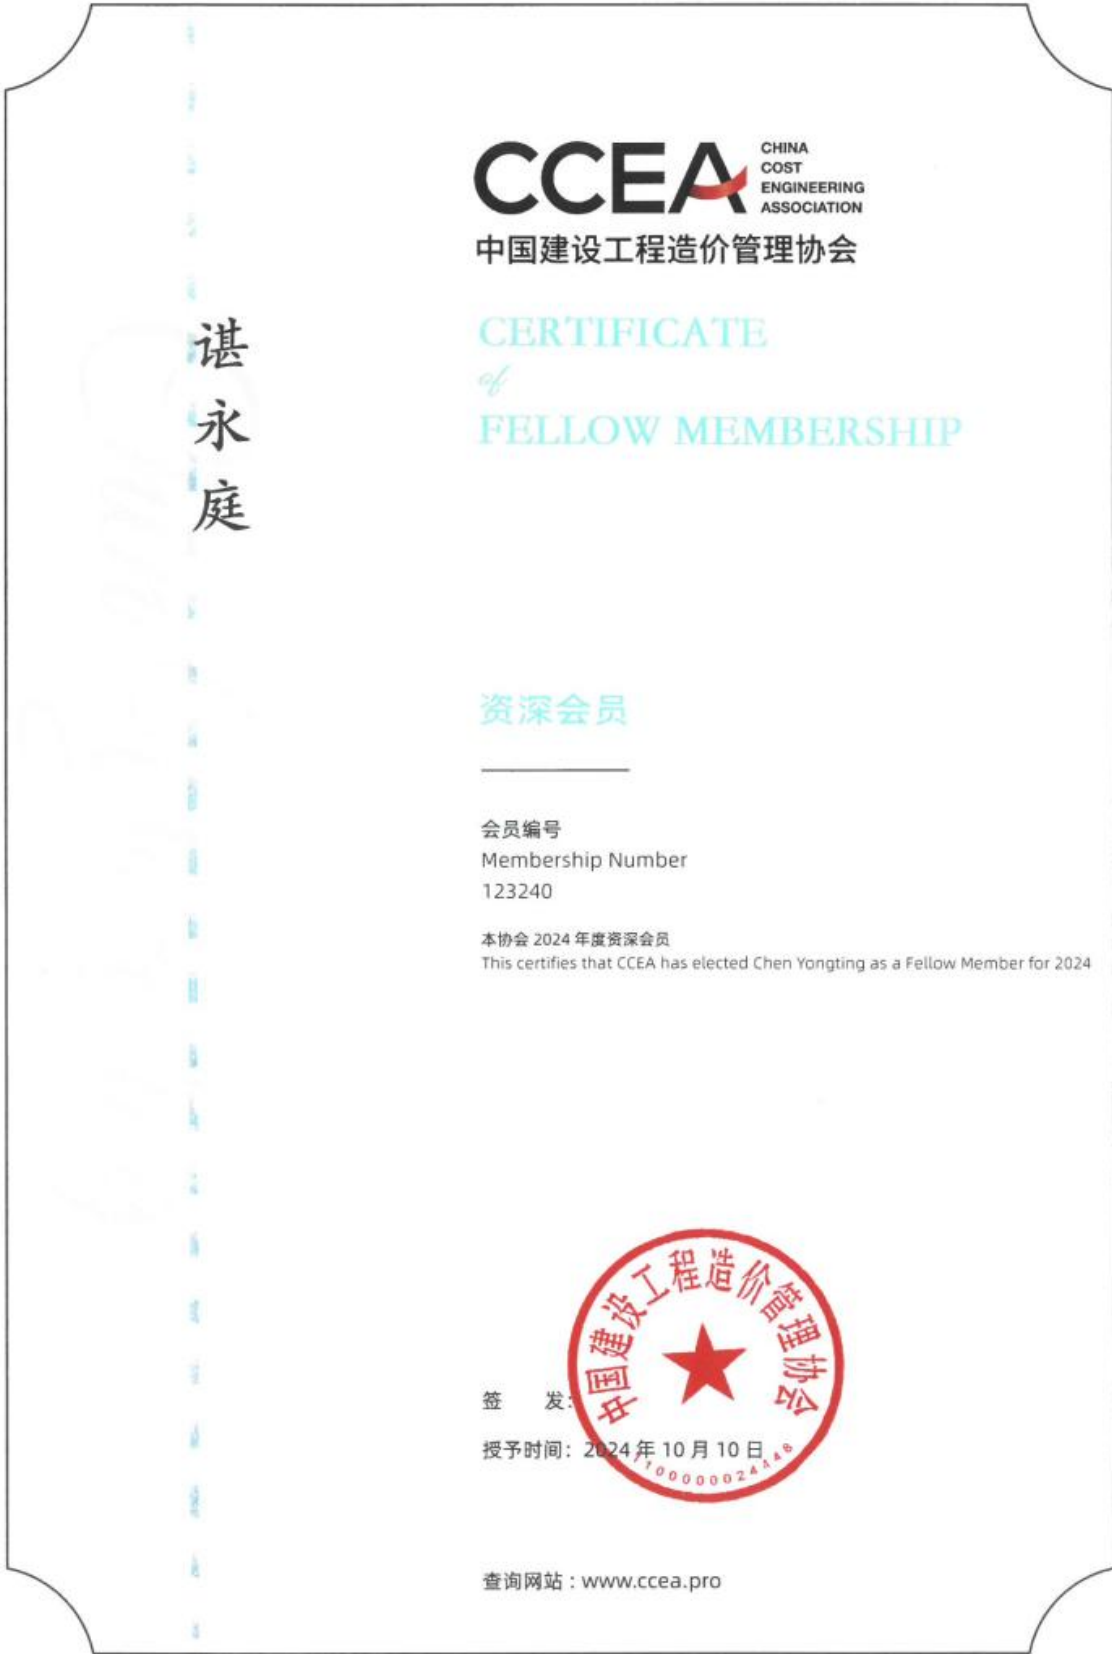 CCEA
CHINA
COST
ENGINEERING
ASSOCIATION
中国建设工程造价管理协会
CERTIFICATE
of
FELLOW MEMBERSHIP
谌永庭
资深会员
会员编号
Membership Number
123240
本协会 2024 年度资深会员
This certifies that CCEA has elected Chen Yongting as a Fellow Member for 2024
中国建设工程造价管理协会
签 发:
授予时间：2024 年 10 月 10 日
查询网站：www.ccea.pro